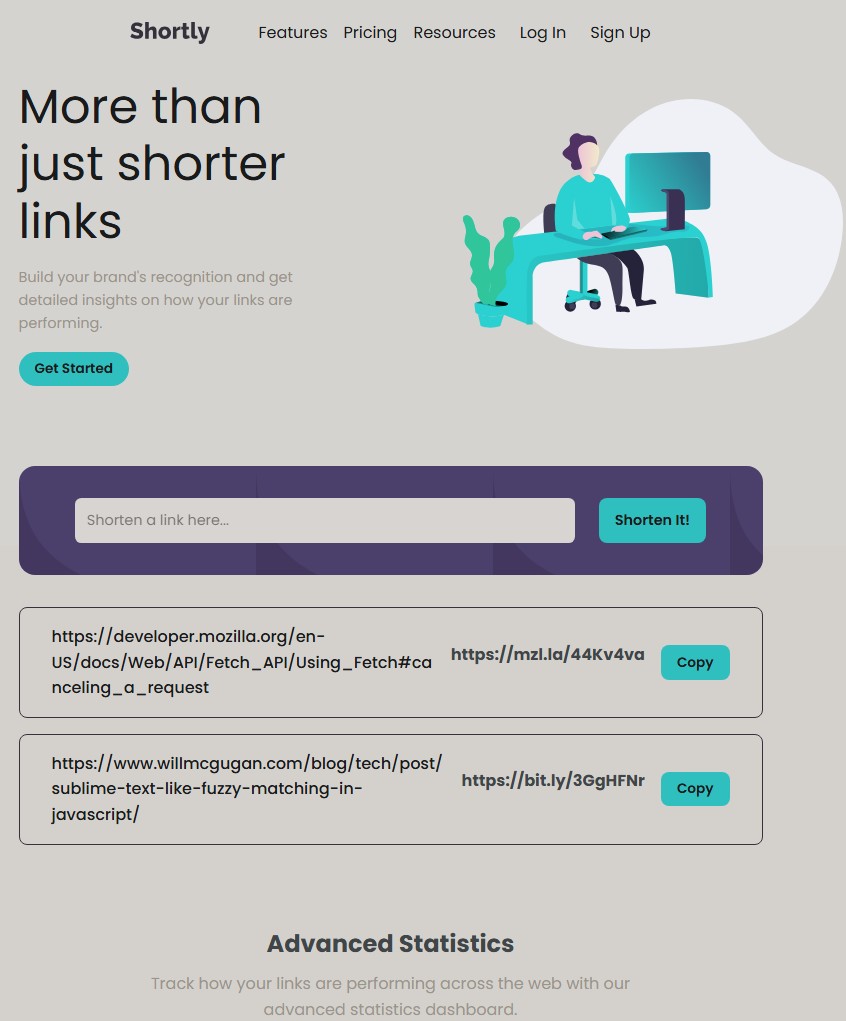 Shortly Features Pricing Resources Log In Sign Up
More than
just shorter
links
Build your brand's recognition and get
detailed insights on how your links are
performing.
Get Started
Shorten a link here...
Shorten It!
https://developer.mozilla.org/en-
US/docs/Web/API/Fetch_API/Using_Fetch#ca
nceling_a_request
https://mzl.la/44Kv4va
Copy
https://www.willmcgugan.com/blog/tech/post/
sublime-text-like-fuzzy-matching-in-
javascript/
https://bit.ly/3GgHFNr
Copy
Advanced Statistics
Track how your links are performing across the web with our
advanced statistics dashboard.